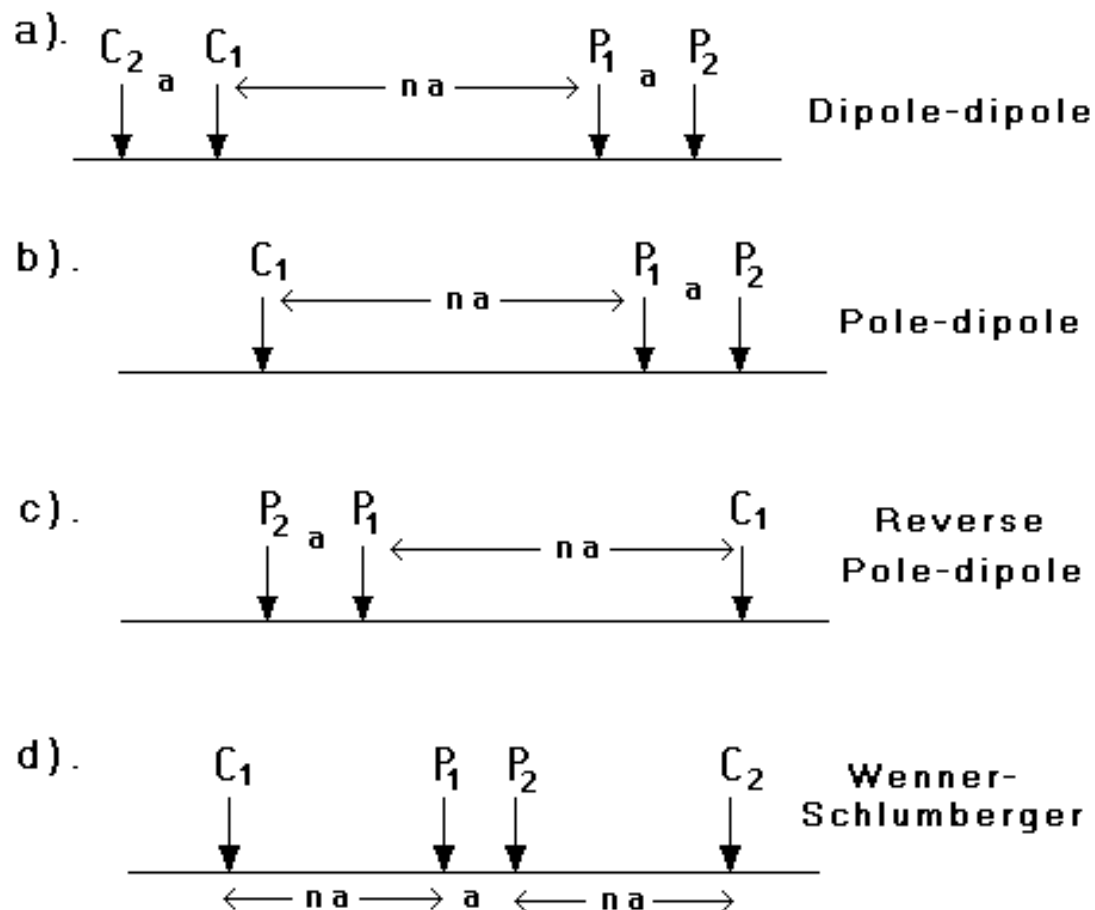 a).
C₂ a C₁ na P₁ a P₂
Dipole-dipole
b).
C₁ na P₁ a P₂
Pole-dipole
c).
P₂ a P₁ na C₁
Reverse
Pole-dipole
d).
C₁ P₁ P₂ C₂
Wenner-
Schlumberger
na a na